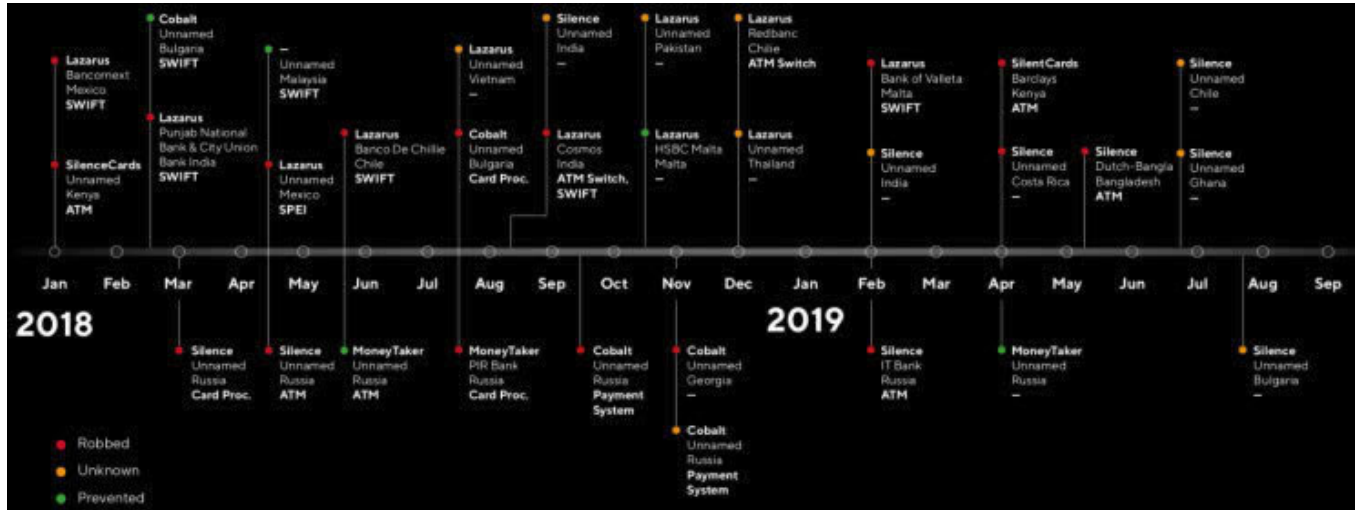 Lazarus
Bancomext
Mexico
SWIFT
SilenceCards
Unnamed
Kenya
ATM
Cobalt
Unnamed
Bulgaria
SWIFT
Lazarus
Punjab National
Bank & City Union
Bank India
SWIFT
—
Unnamed
Malaysia
SWIFT
Lazarus
Unnamed
Mexico
SPEI
Lazarus
Banco De Chillie
Chile
SWIFT
Lazarus
Unnamed
Vietnam
—
Cobalt
Unnamed
Bulgaria
Card Proc.
Silence
Unnamed
India
—
Lazarus
Cosmos
India
ATM Switch,
SWIFT
Lazarus
Unnamed
Pakistan
—
Lazarus
HSBC Malta
Malta
—
Lazarus
Redbanc
Chilie
ATM Switch
Lazarus
Unnamed
Thailand
—
Lazarus
Bank of Valleta
Malta
SWIFT
Silence
Unnamed
India
—
SilentCards
Barclays
Kenya
ATM
Silence
Unnamed
Costa Rica
—
Silence
Dutch-Bangla
Bangladesh
ATM
Silence
Unnamed
Chile
—
Silence
Unnamed
Ghana
—
Jan Feb Mar Apr May Jun Jul Aug Sep Oct Nov Dec Jan Feb Mar Apr May Jun Jul Aug Sep
2018 2019
Silence
Unnamed
Russia
Card Proc.
Silence
Unnamed
Russia
ATM
MoneyTaker
Unnamed
Russia
ATM
MoneyTaker
PIR Bank
Russia
Card Proc.
Cobalt
Unnamed
Russia
Payment
System
Cobalt
Unnamed
Georgia
—
Cobalt
Unnamed
Russia
Payment
System
Silence
IT Bank
Russia
ATM
MoneyTaker
Unnamed
Russia
—
Silence
Unnamed
Bulgaria
—
Robbed
Unknown
Prevented